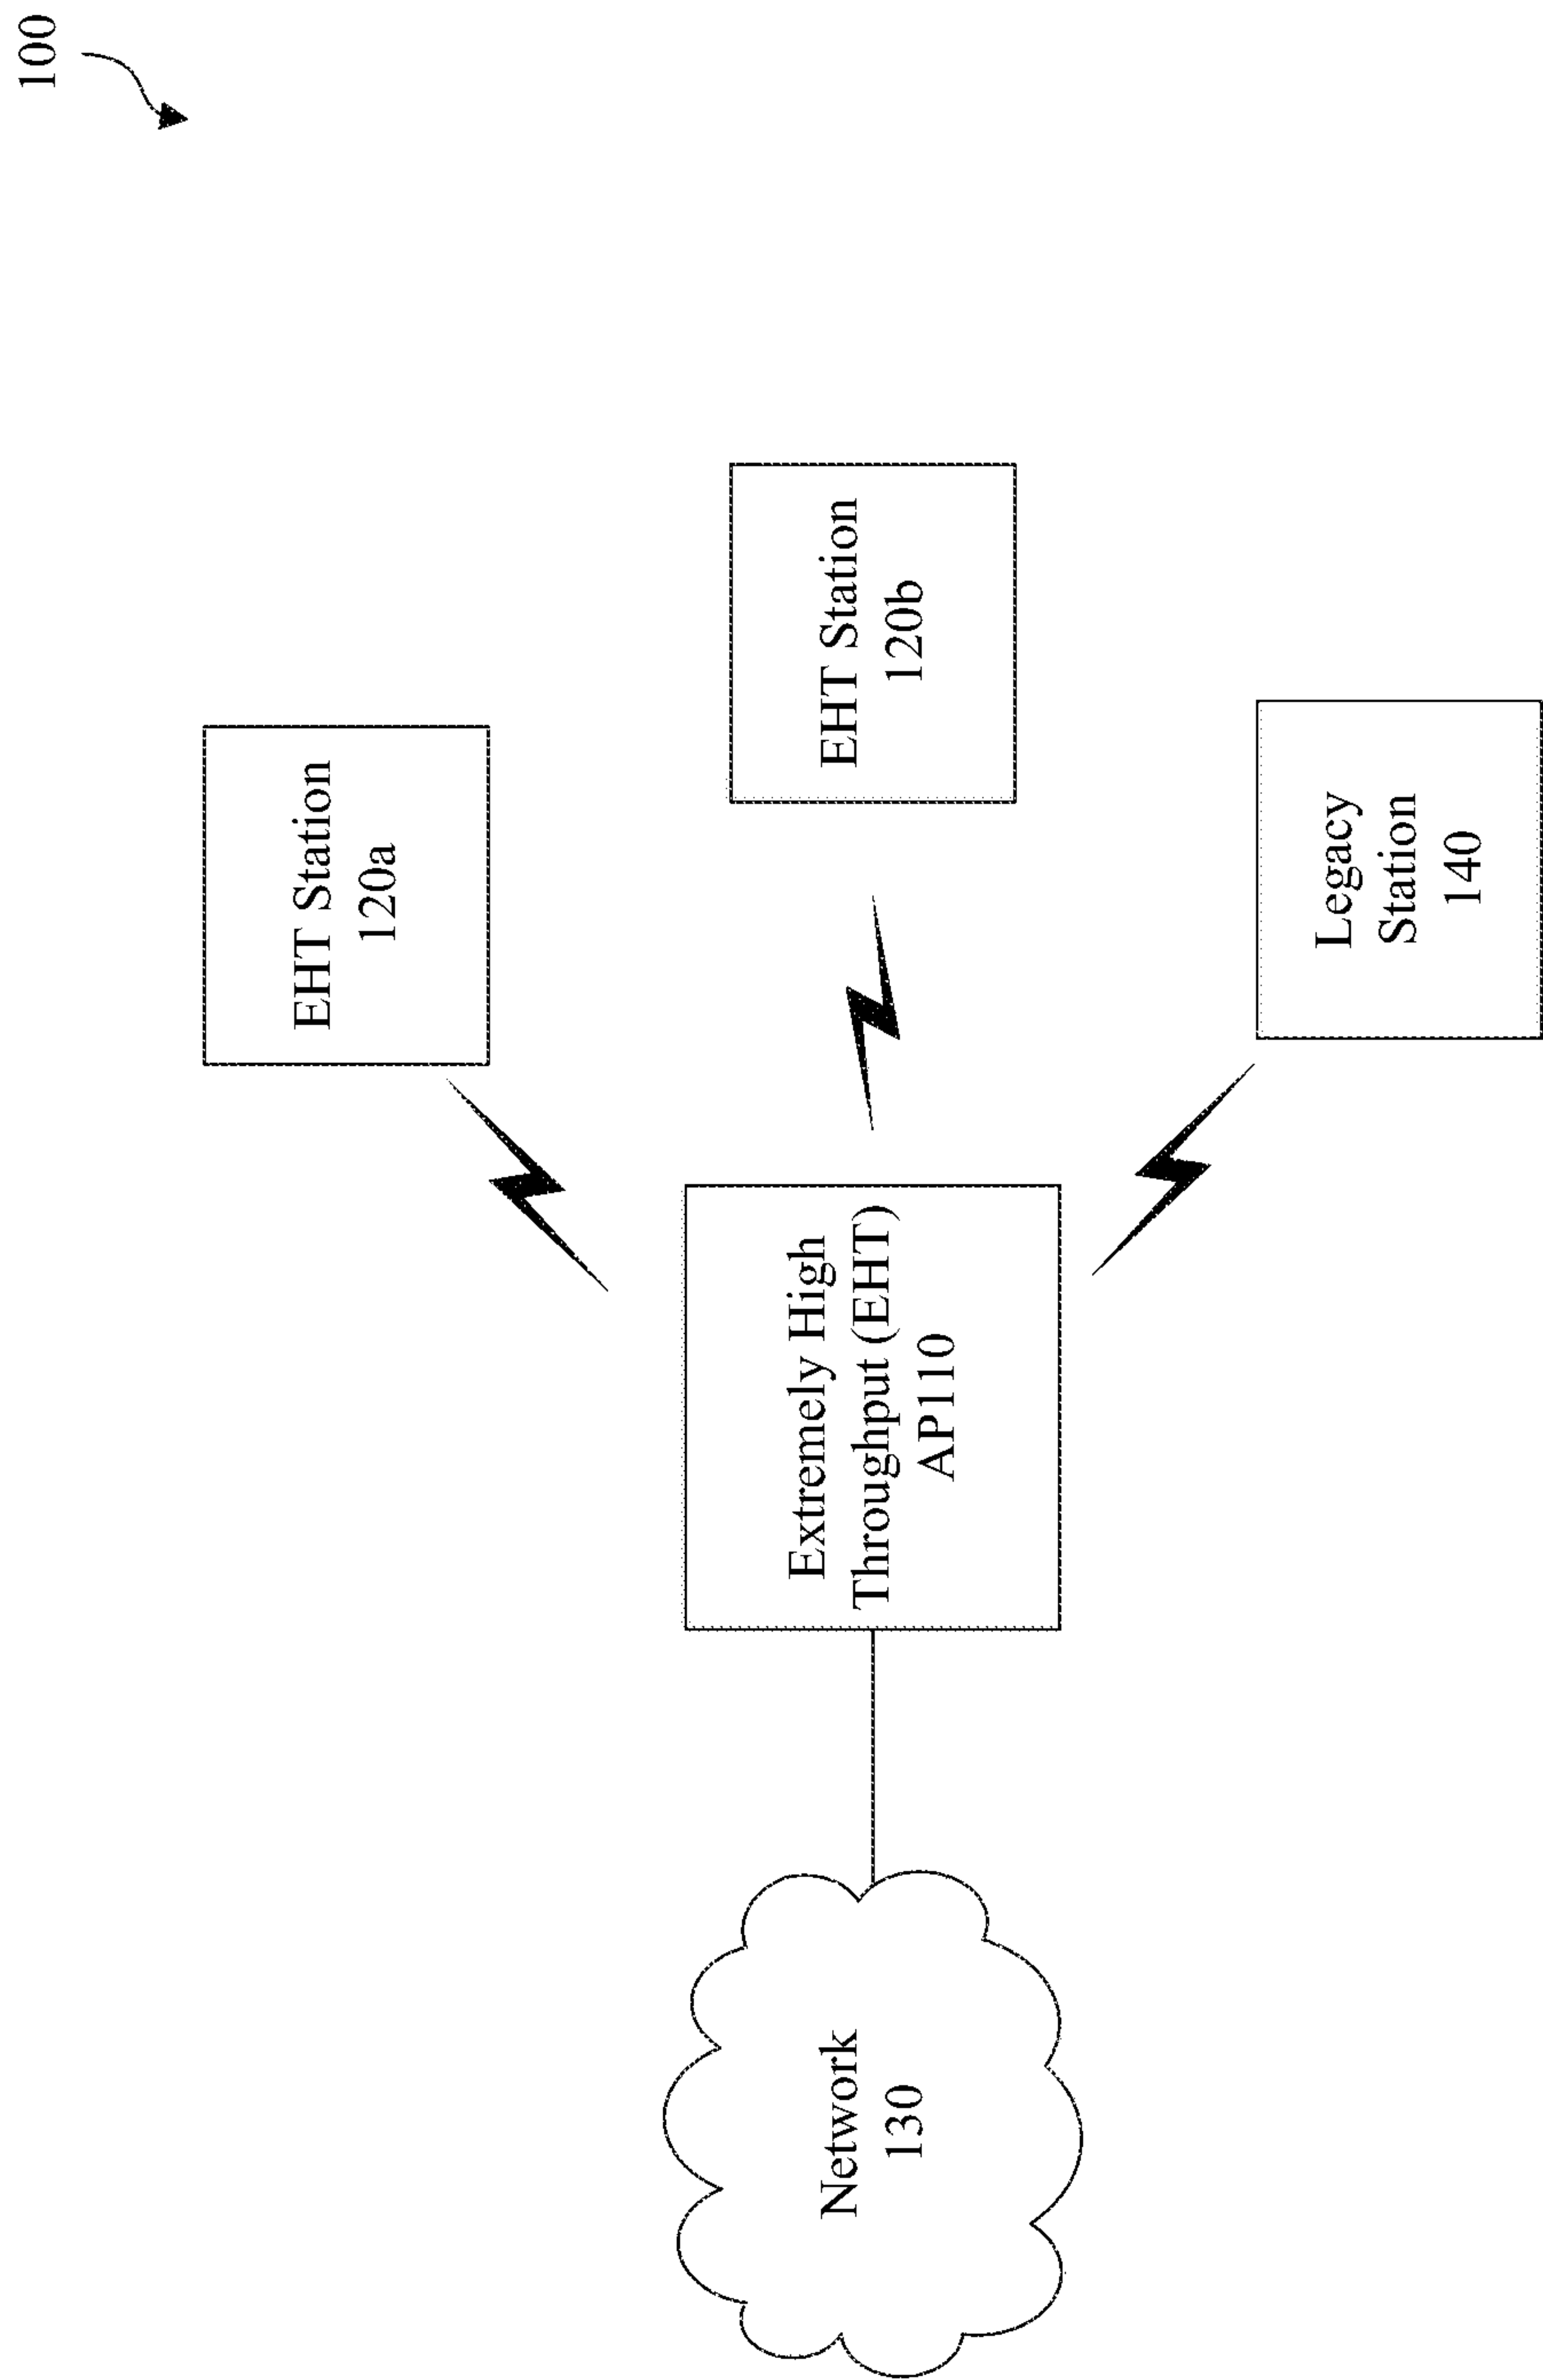 100
EHT Station
120a
EHT Station
120b
Extremely High
Throughput (EHT)
AP110
Network
130
Legacy
Station
140